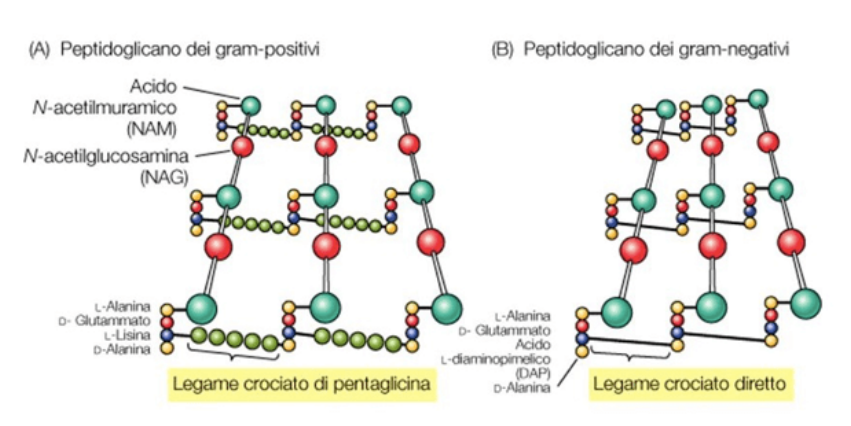 (A) Peptidoglicano dei gram-positivi
Acido
N-acetilmuramico
(NAM)
N-acetilglucosamina
(NAG)
L-Alanina
D- Glutammato
L-Lisina
D-Alanina
Legame crociato di pentaglicina
(B) Peptidoglicano dei gram-negativi
L-Alanina
D- Glutammato
Acido
L-diaminopimelico
(DAP)
D-Alanina
Legame crociato diretto